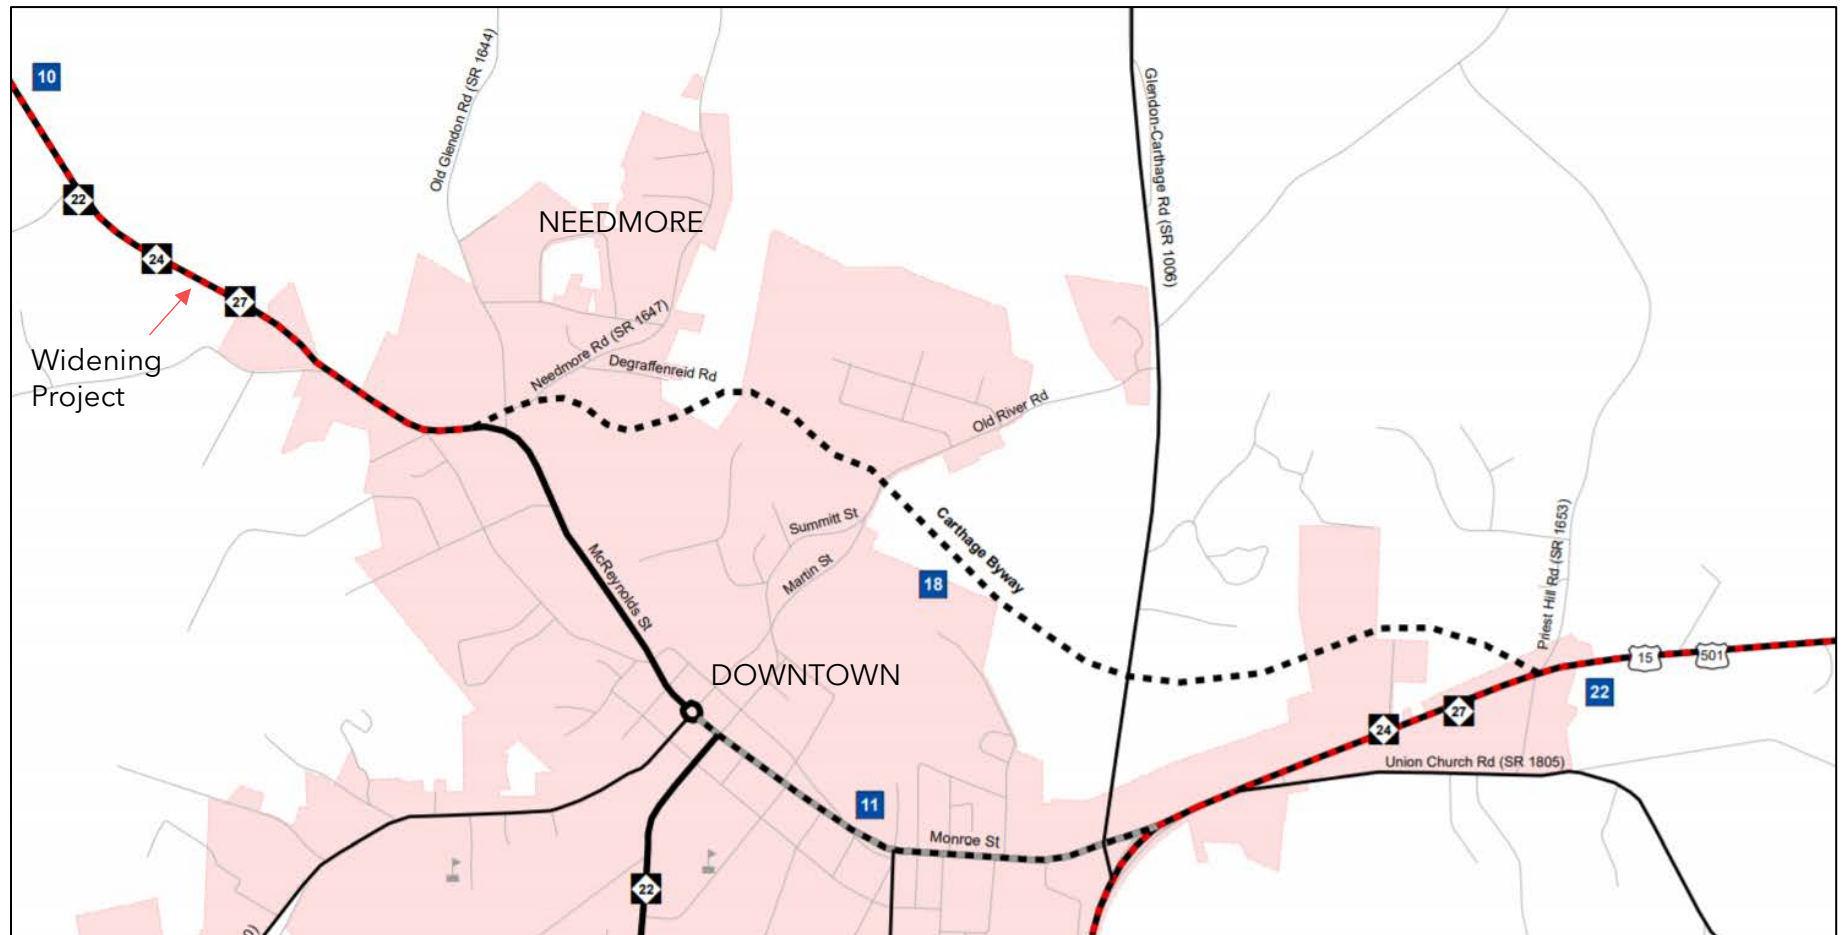 10
Old Glendon Rd (SR 1644)
Glendon-Carthage Rd (SR 1006)
22
NEEDMORE
24
27
Widening
Project
Needmore Rd (SR 1647)
Degraffenreid Rd
Old River Rd
Summitt St
Carthage Byway
Martin St
18
McReynolds St
Priest Hill Rd (SR 1653)
DOWNTOWN
15
501
22
27
24
Union Church Rd (SR 1805)
11
Monroe St
22